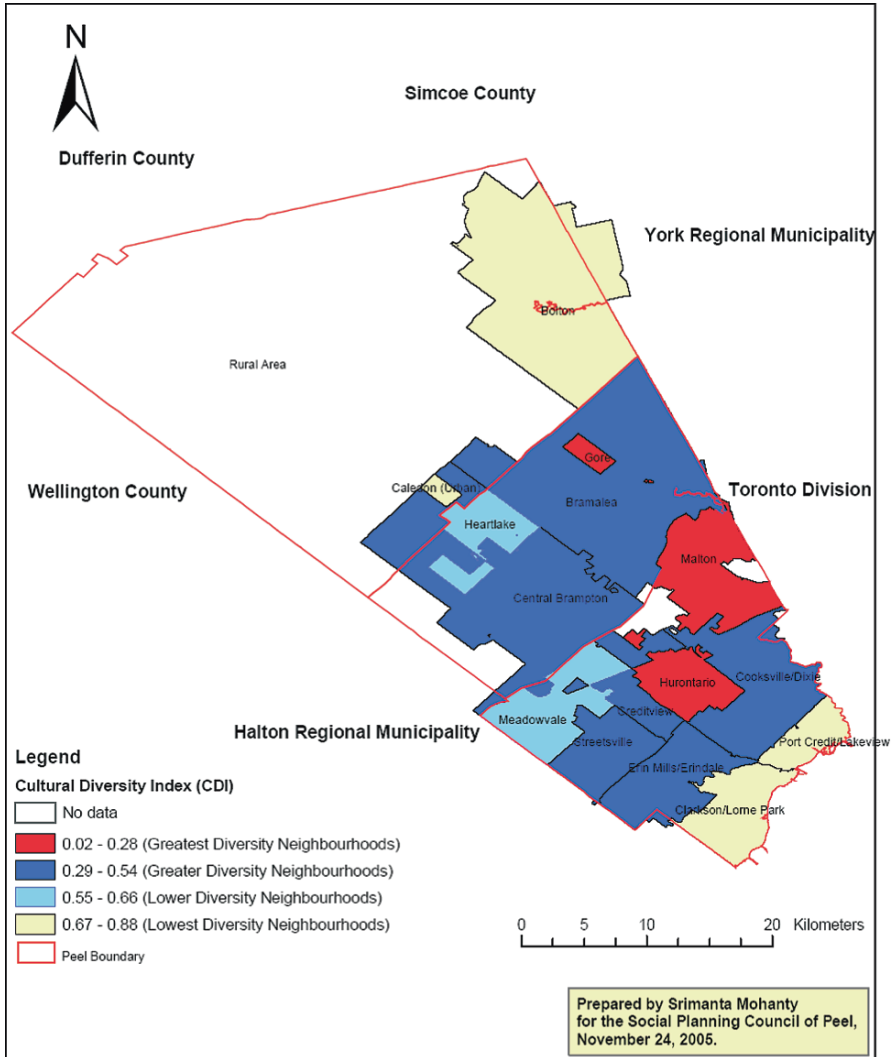 N
Simcoe County
Dufferin County
York Regional Municipality
Bolton
Rural Area
Gore
Caledon (Urban)
Wellington County
Toronto Division
Bramalea
Heartlake
Malton
Central Brampton
Hurontario
Cooksville/Dixie
Meadowvale
Creditview
Halton Regional Municipality
Streetsville
Port Credit/Lakeview
Erin Mills/Erindale
Clarkson/Lorne Park
Legend
Cultural Diversity Index (CDI)
No data
0.02 - 0.28 (Greatest Diversity Neighbourhoods)
0.29 - 0.54 (Greater Diversity Neighbourhoods)
0.55 - 0.66 (Lower Diversity Neighbourhoods)
0.67 - 0.88 (Lowest Diversity Neighbourhoods)
Peel Boundary
0 5 10 20 Kilometers
Prepared by Srimanta Mohanty
for the Social Planning Council of Peel,
November 24, 2005.